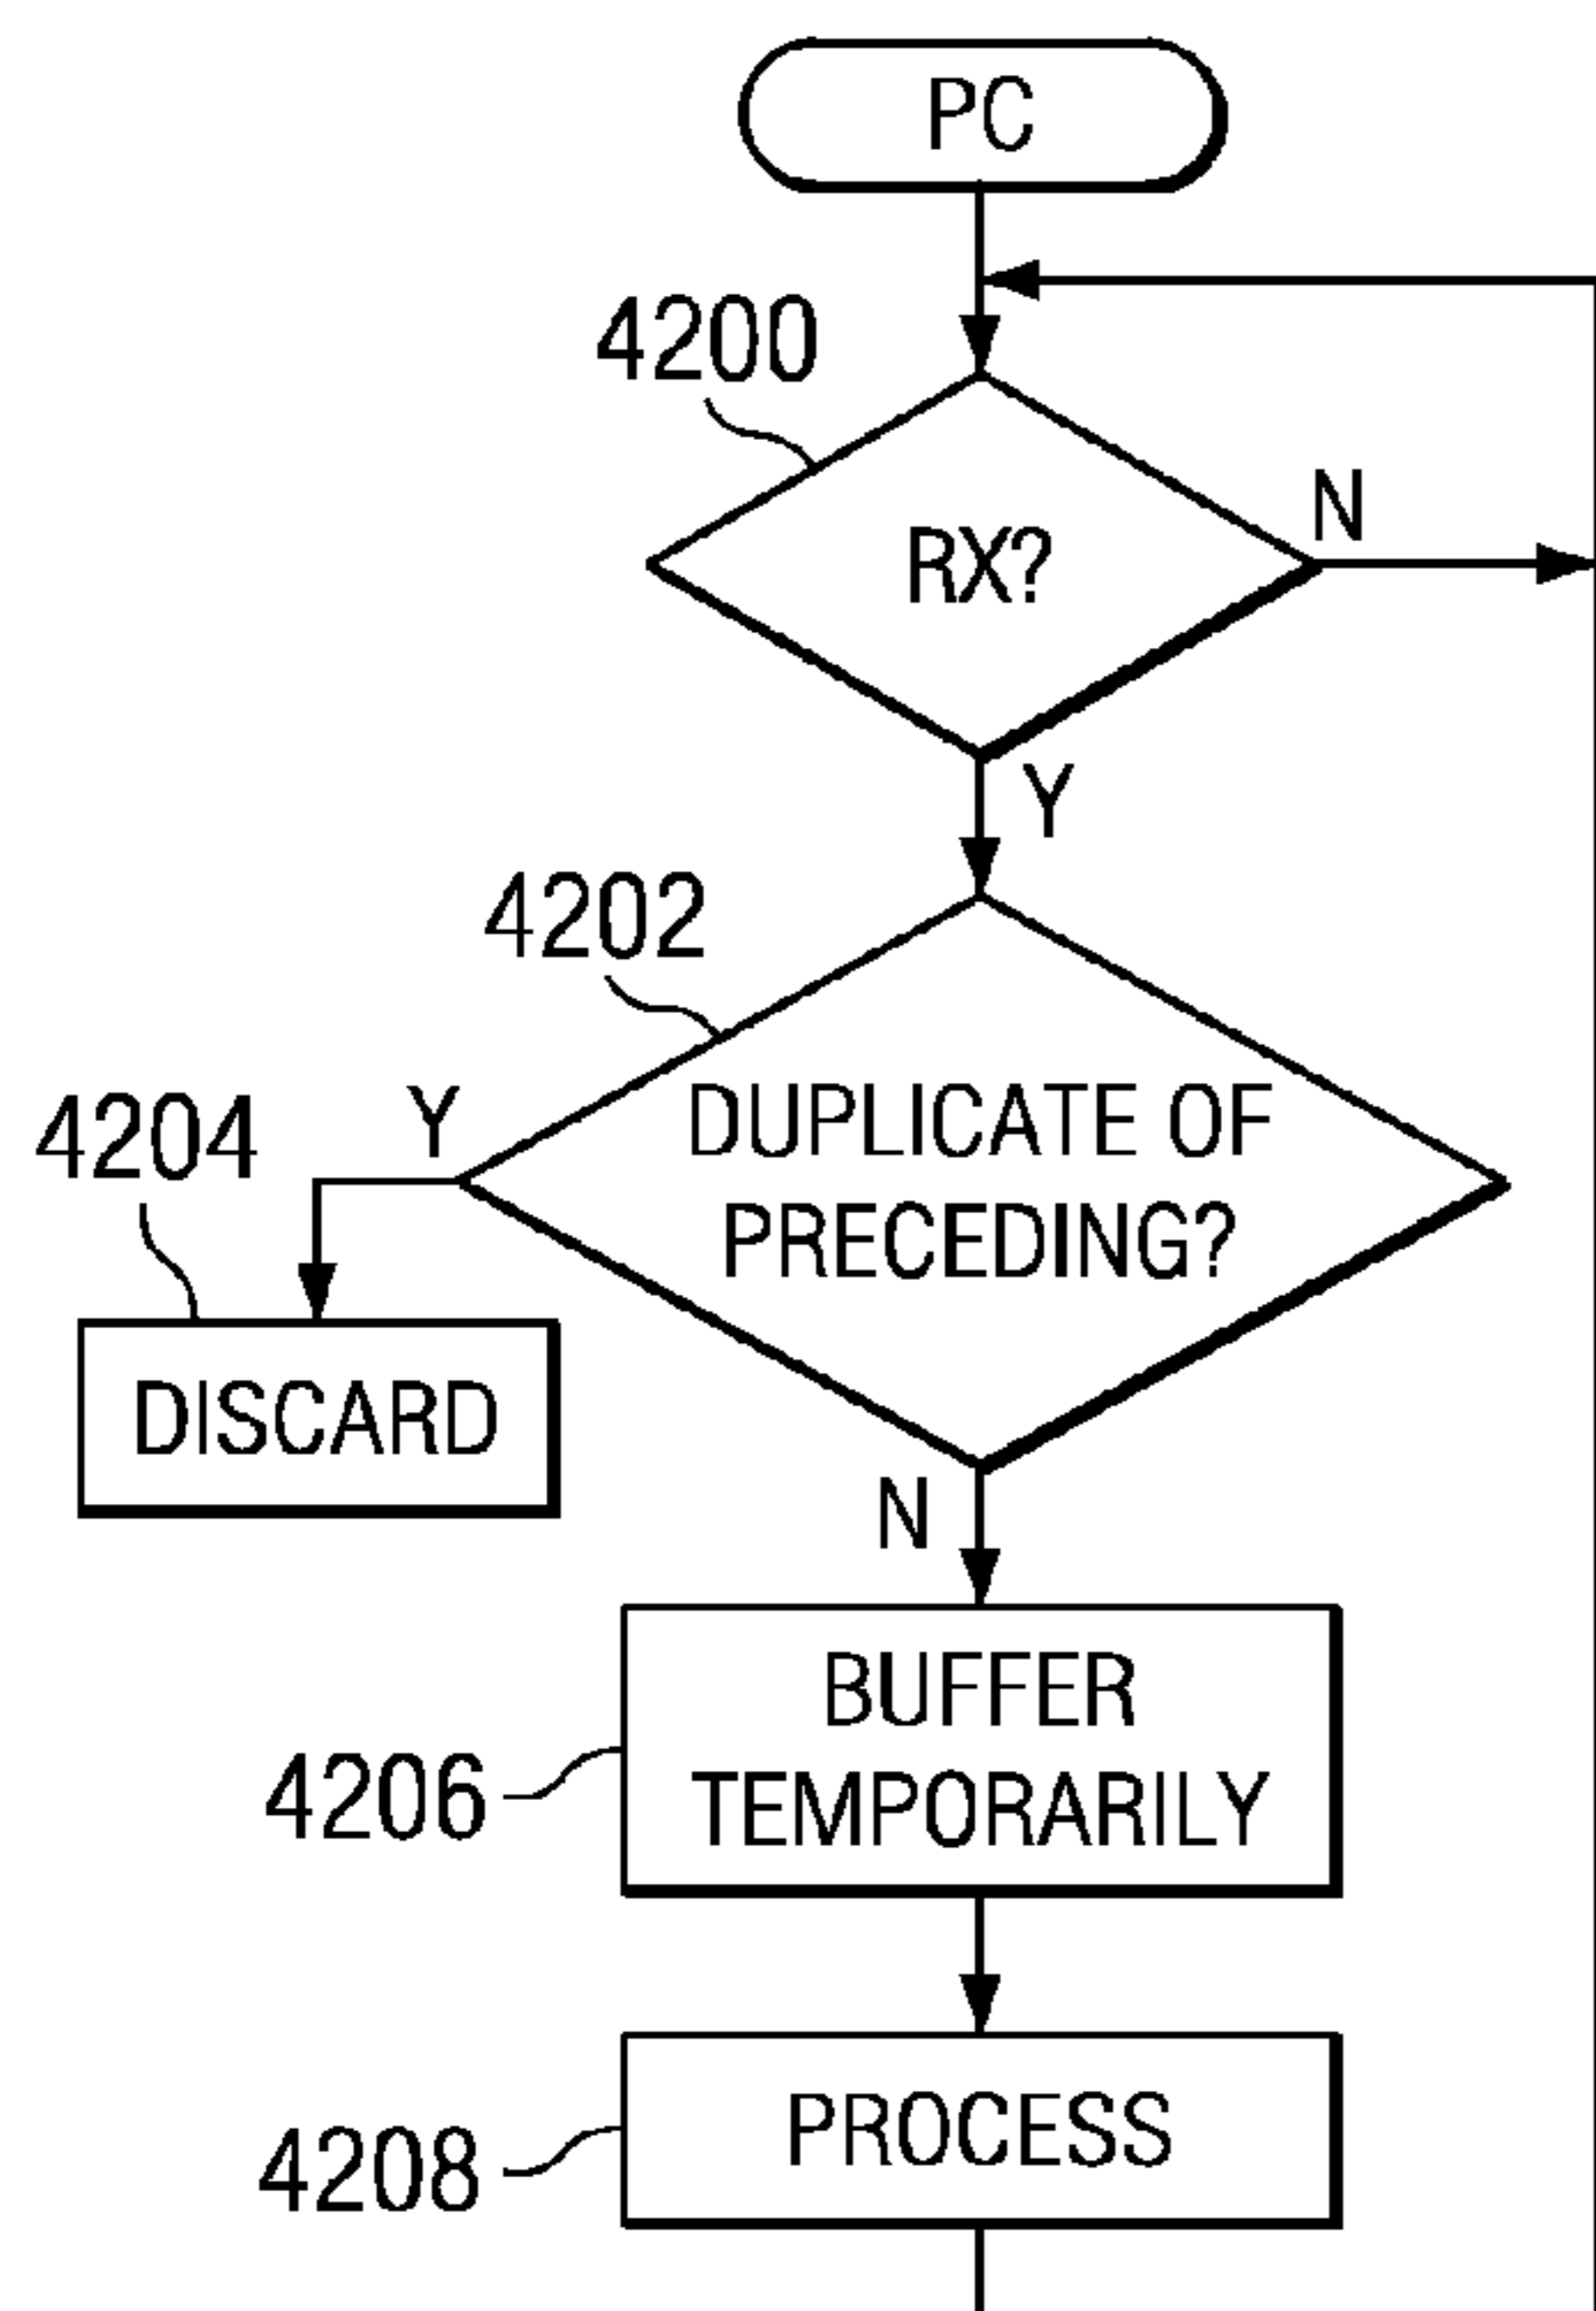 PC
4200
RX?
N
Y
4202
4204
Y
DUPLICATE OF
PRECEDING?
DISCARD
N
BUFFER
TEMPORARILY
4206
PROCESS
4208